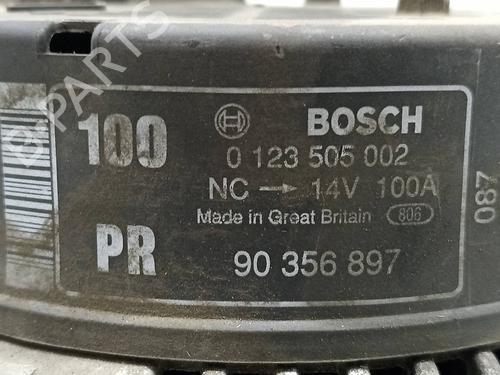 B-PARTS
100
BOSCH
0 123 505 002
NC → 14V 100A
Made in Great Britain 806
PR
90 356 897
087